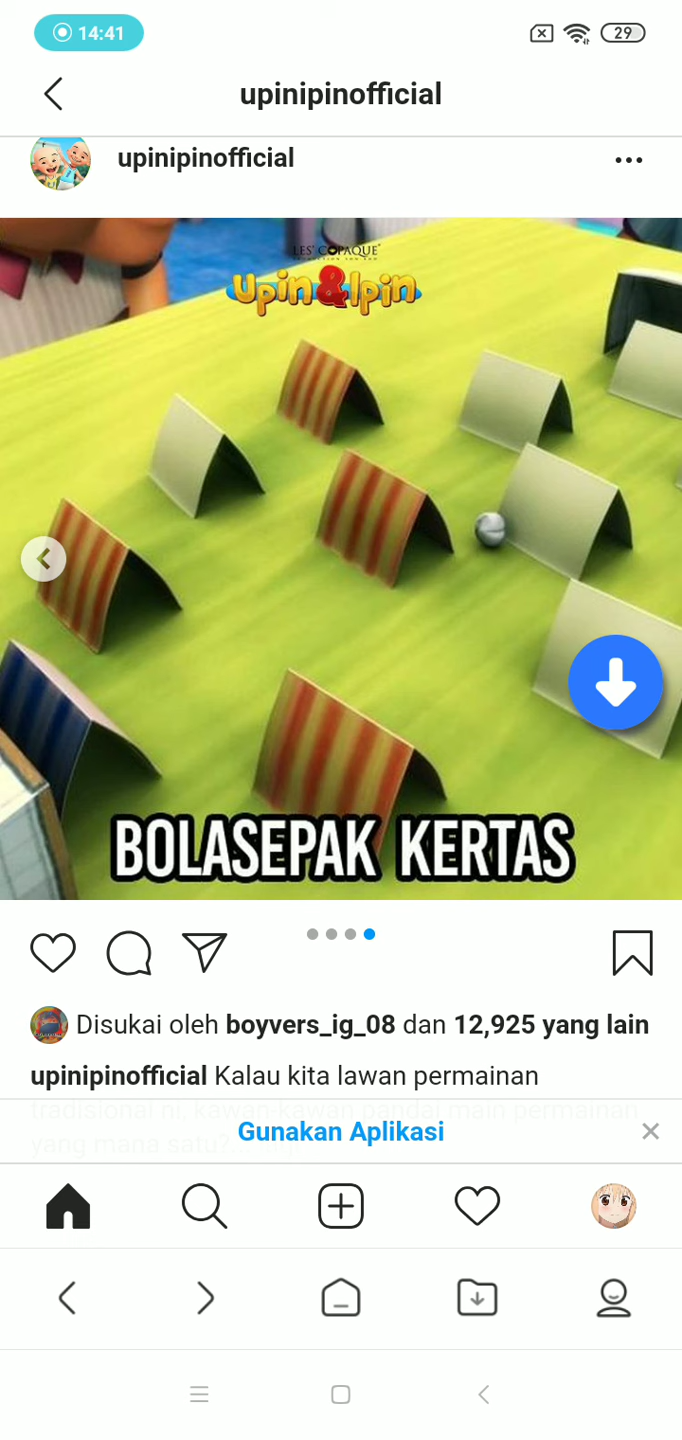 14:41
29
upinipinofficial
upinipinofficial
LES' COPAQUE
Upin&Ipin
BOLASEPAK KERTAS
Disukai oleh boyvers_ig_08 dan 12,925 yang lain
upinipinofficial Kalau kita lawan permainan
tradisional ni, kawan-kawan pandai main permainan
yang mana satu?
Gunakan Aplikasi